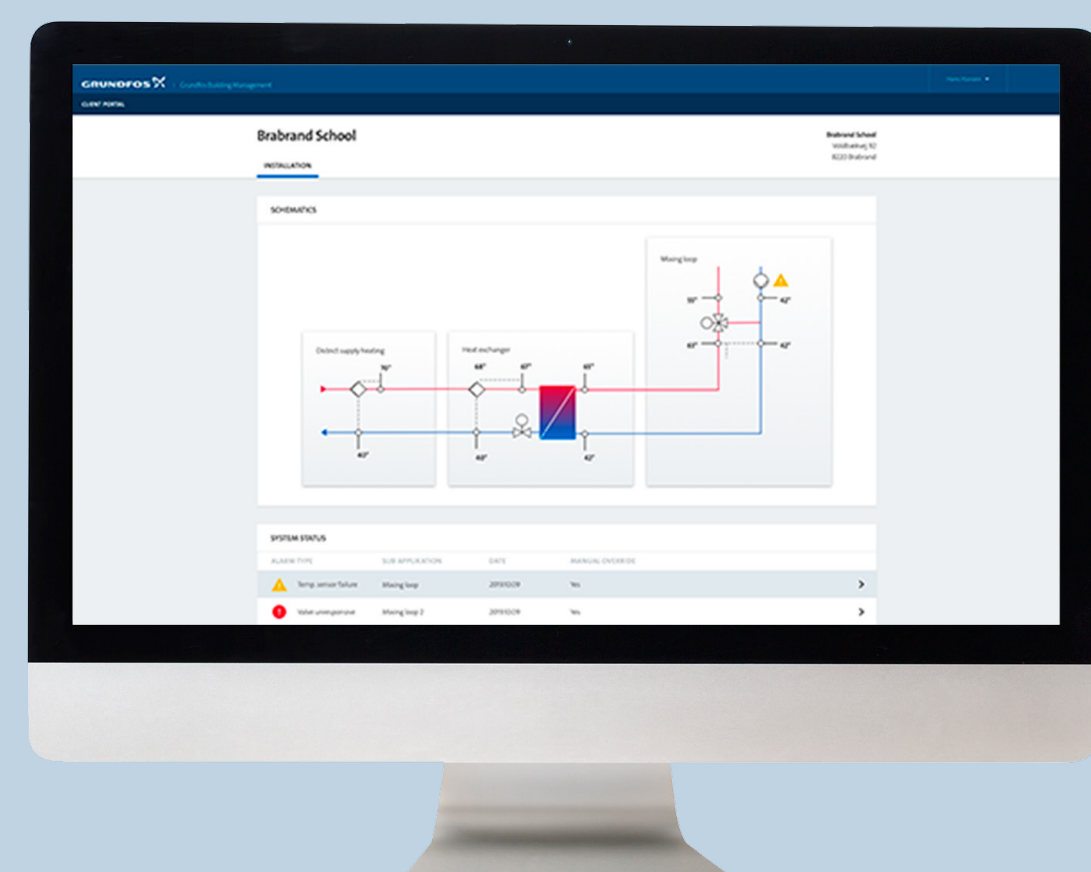 GRUNDFOS
Grundfos Building Management
CLIENT PORTAL
Brabrand School
Brabrand School
8220 Brabrand
INSTALLATION
SCHEMATICS
Mixing loop
55° 42°
60° 42°
District supply heating
Heat exchanger
70°
68° 67° 65°
40°
40° 42°
SYSTEM STATUS
ALARM TYPE SUB APPLICATION DATE MANUAL OVERRIDE
Temp. sensor failure Mixing loop Yes
Valve unresponsive Mixing loop 2 Yes